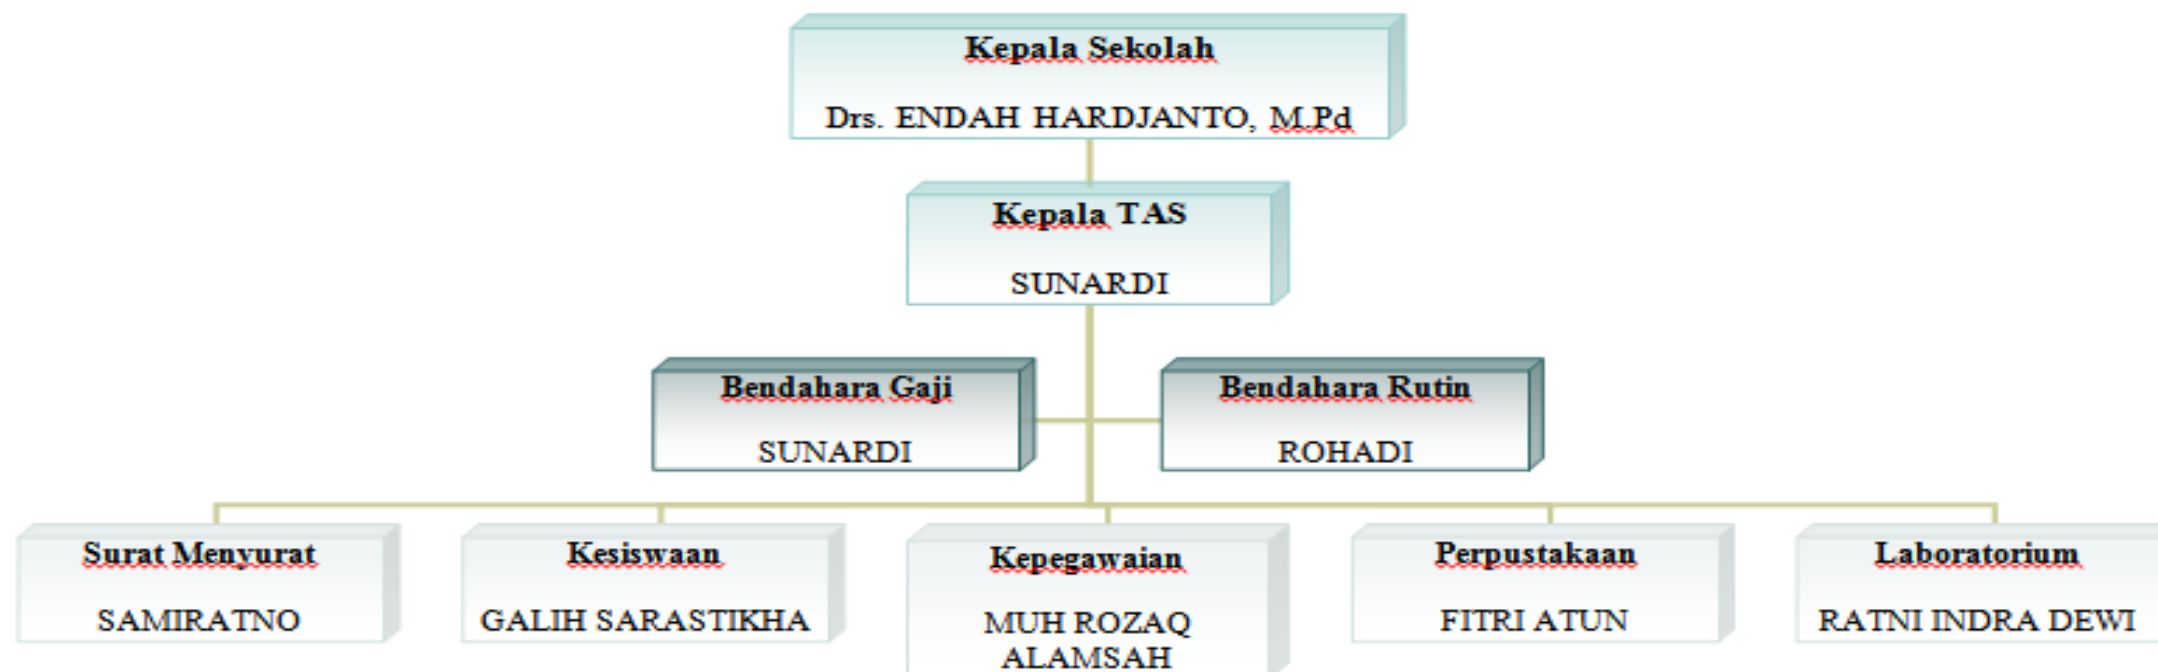 Kepala Sekolah
Drs. ENDAH HARDJANTO, M.Pd
Kepala TAS
SUNARDI
Bendahara Gaji
SUNARDI
Bendahara Rutin
ROHADI
Surat Menyurat
SAMIRATNO
Kesiswaan
GALIH SARASTIKHA
Kepegawaian
MUH ROZAQ
ALAMSAH
Perpustakaan
FITRI ATUN
Laboratorium
RATNI INDRA DEWI